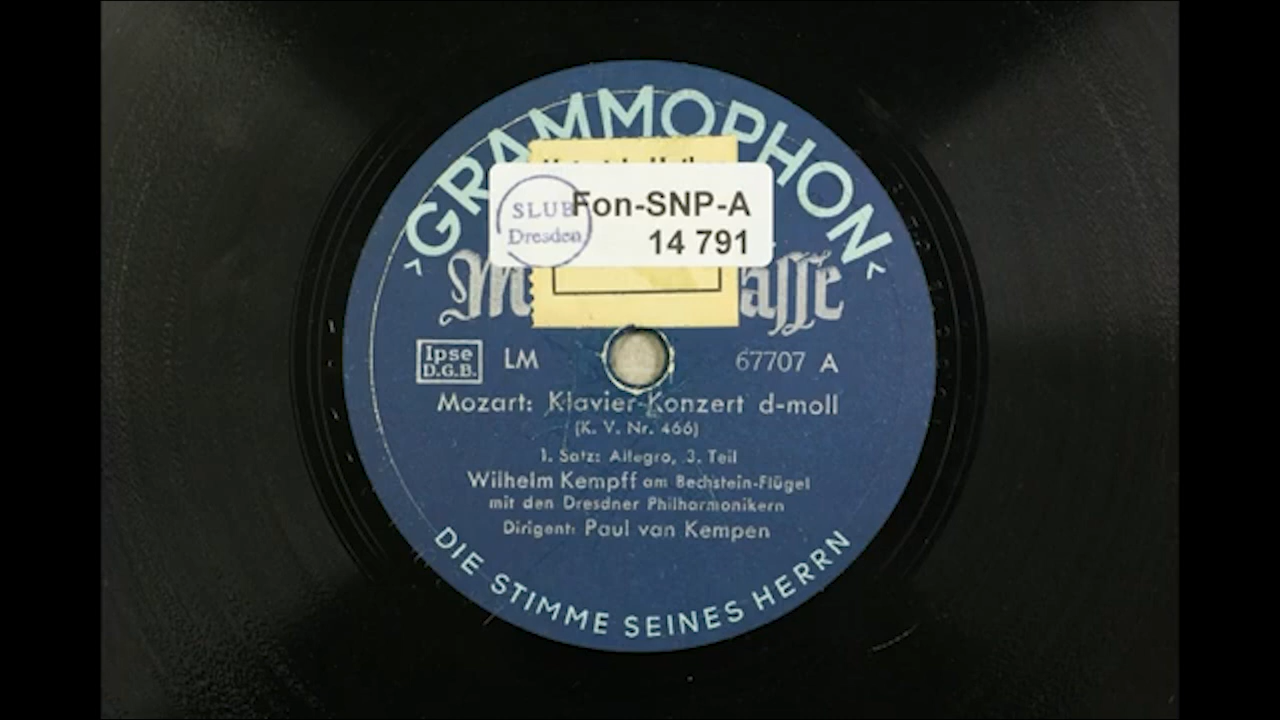 >GRAMMOPHON<
SLUB
Dresden
Fon-SNP-A
14 791
Ipse
D.G.B.
LM
67707 A
Mozart: Klavier-Konzert d-moll
(K. V. Nr. 466)
1. Satz: Allegro, 3. Teil
Wilhelm Kempff am Bechstein-Flügel
mit den Dresdner Philharmonikern
Dirigent: Paul van Kempen
DIE STIMME SEINES HERRN